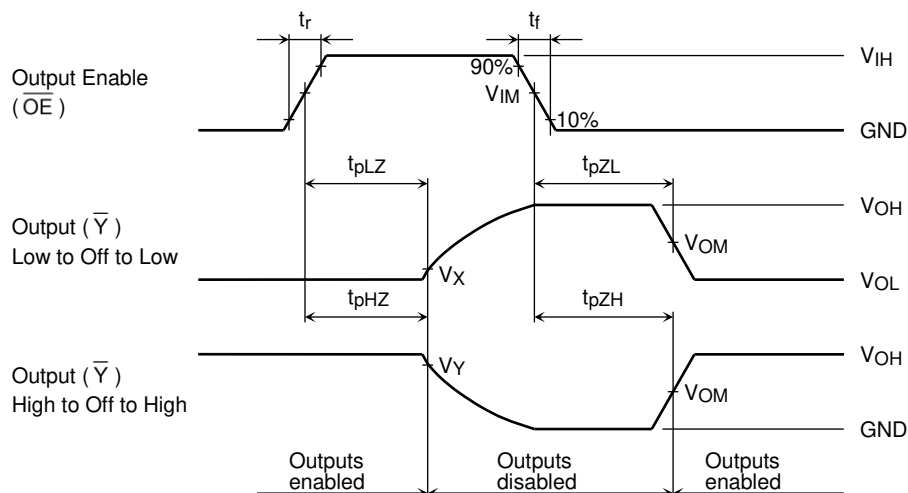 tr
tf
Output Enable
( O̅E̅ )
90%
VIH
VIM
10%
GND
tpLZ
tpZL
Output ( Y̅ )
Low to Off to Low
VOH
VOM
VX
VOL
tpHZ
tpZH
Output ( Y̅ )
High to Off to High
VOH
VY
VOM
GND
Outputs
enabled
Outputs
disabled
Outputs
enabled